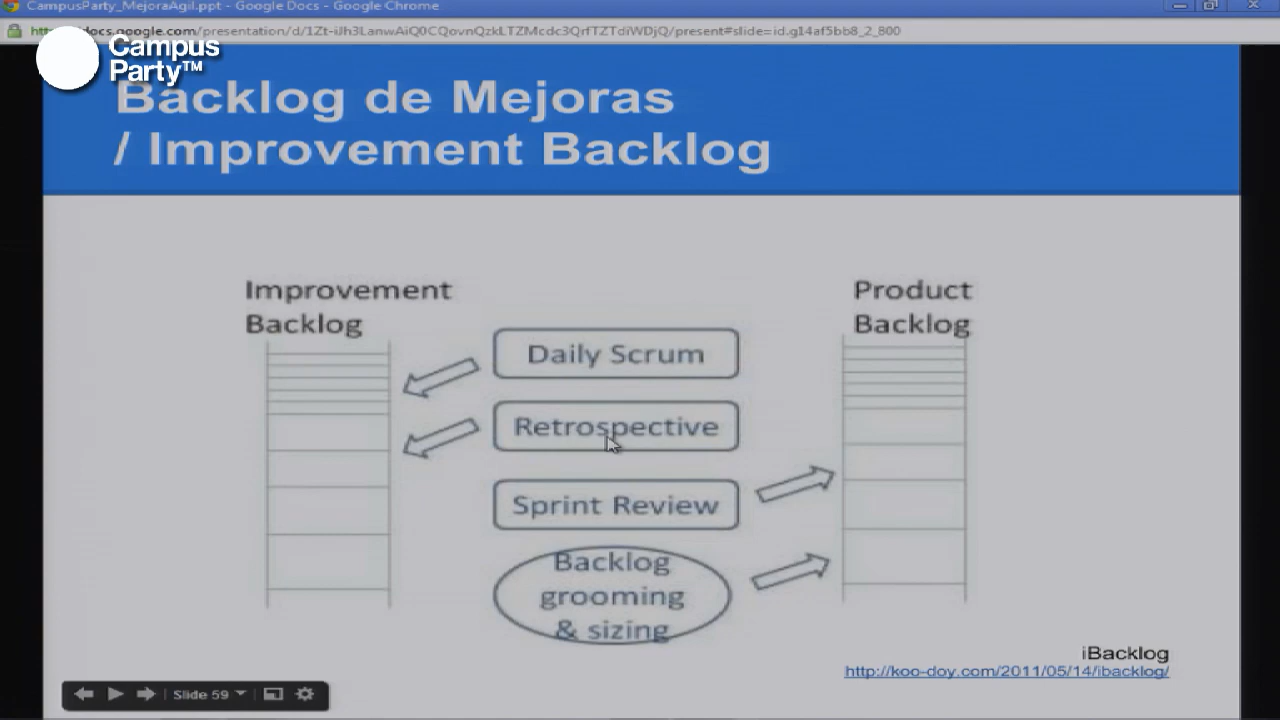 CampusParty_MejoraAgil.ppt - Google Docs - Google Chrome
docs.google.com/presentation/d/1Zt-iJh3LanwAiQ0CQovnQzkLTZMcdc3QrfTZTdiWDjQ/present#slide=id.g14af5bb8_2_800
Campus
Party™
Backlog de Mejoras
/ Improvement Backlog
Improvement
Backlog
Product
Backlog
Daily Scrum
Retrospective
Sprint Review
Backlog
grooming
& sizing
iBacklog
http://koo-doy.com/2011/05/14/ibacklog/
Slide 59